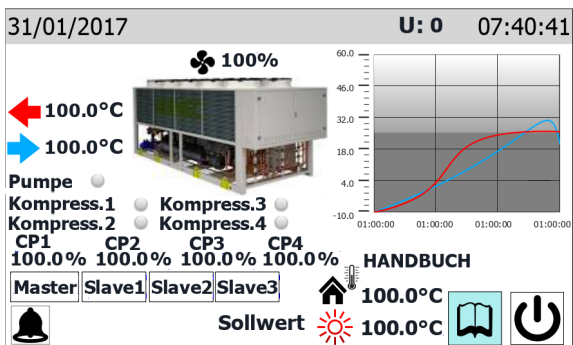 31/01/2017 U: 0 07:40:41
100%
100.0°C
100.0°C
Pumpe
Kompress.1 Kompress.3
Kompress.2 Kompress.4
CP1 CP2 CP3 CP4
100.0% 100.0% 100.0% 100.0%
Master Slave1 Slave2 Slave3
60.0
46.0
32.0
18.0
4.0
-10.0
01:00:00 01:00:00 01:00:00 01:00:00
HANDBUCH
100.0°C
Sollwert 100.0°C